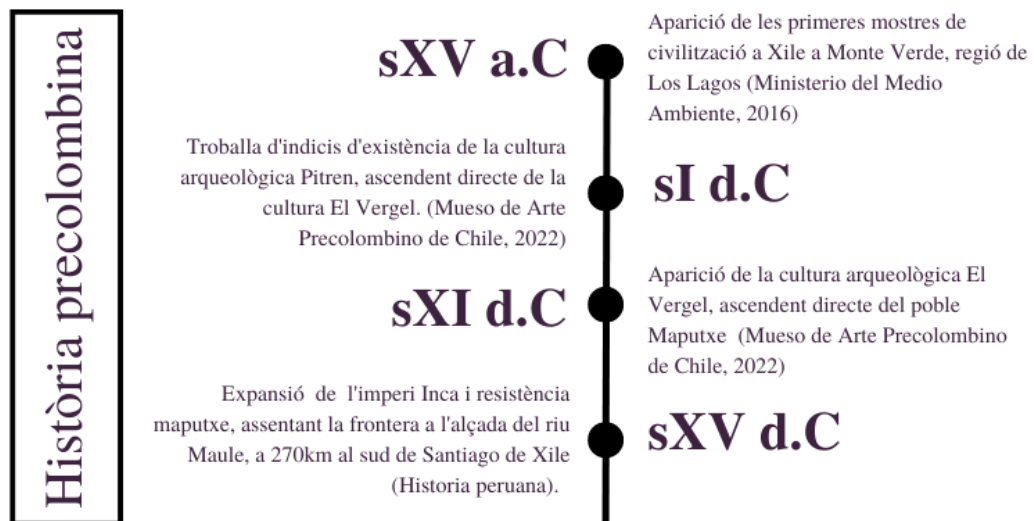 Història precolombina
sXV a.C
Aparició de les primeres mostres de
civilització a Xile a Monte Verde, regió de
Los Lagos (Ministerio del Medio
Ambiente, 2016)
Troballa d'indicis d'existència de la cultura
arqueològica Pitren, ascendent directe de la
cultura El Vergel. (Mueso de Arte
Precolombino de Chile, 2022)
sI d.C
sXI d.C
Aparició de la cultura arqueològica El
Vergel, ascendent directe del poble
Maputxe (Mueso de Arte Precolombino
de Chile, 2022)
Expansió de l'imperi Inca i resistència
maputxe, assentant la frontera a l'alçada del riu
Maule, a 270km al sud de Santiago de Xile
(Historia peruana).
sXV d.C